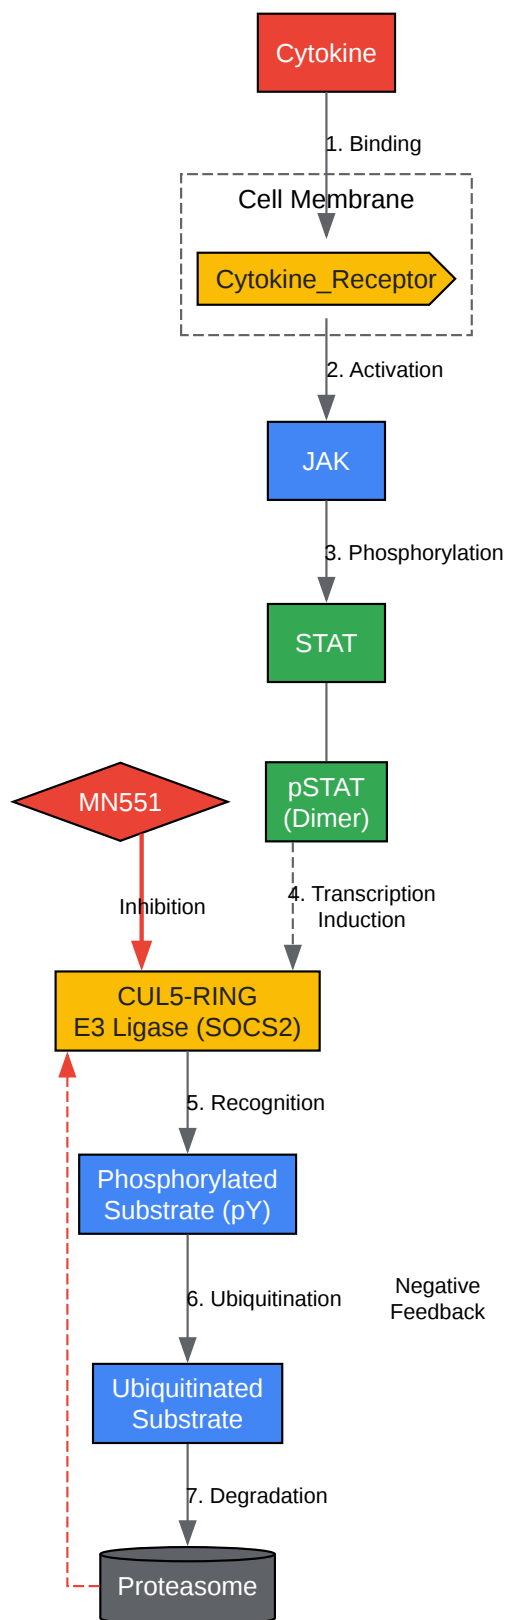 Cytokine
1. Binding
Cell Membrane
Cytokine_Receptor
2. Activation
JAK
3. Phosphorylation
STAT
MN551
pSTAT
(Dimer)
Inhibition
4. Transcription
Induction
CUL5-RING
E3 Ligase (SOCS2)
5. Recognition
Phosphorylated
Substrate (pY)
6. Ubiquitination
Negative
Feedback
Ubiquitinated
Substrate
7. Degradation
Proteasome